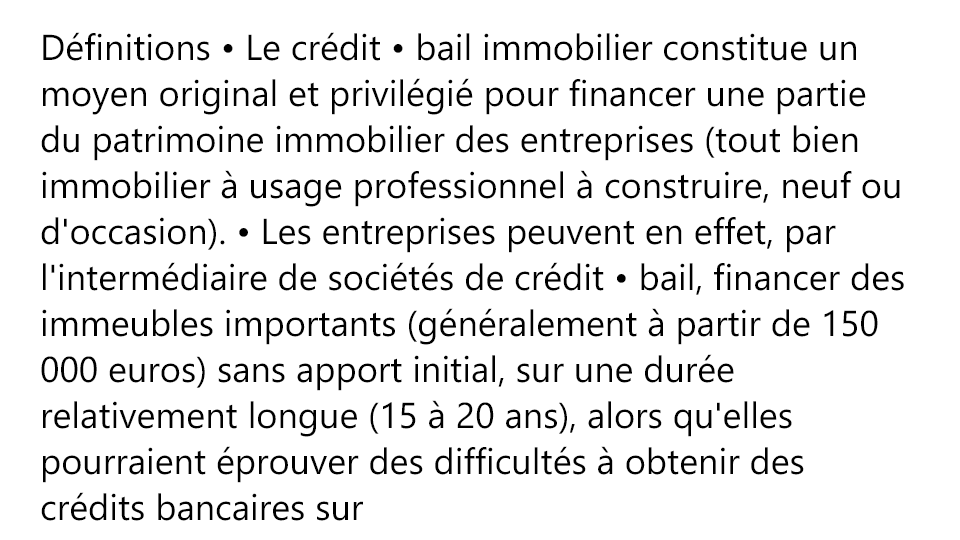 Définitions • Le crédit • bail immobilier constitue un
moyen original et privilégié pour financer une partie
du patrimoine immobilier des entreprises (tout bien
immobilier à usage professionnel à construire, neuf ou
d'occasion). • Les entreprises peuvent en effet, par
l'intermédiaire de sociétés de crédit • bail, financer des
immeubles importants (généralement à partir de 150
000 euros) sans apport initial, sur une durée
relativement longue (15 à 20 ans), alors qu'elles
pourraient éprouver des difficultés à obtenir des
crédits bancaires sur